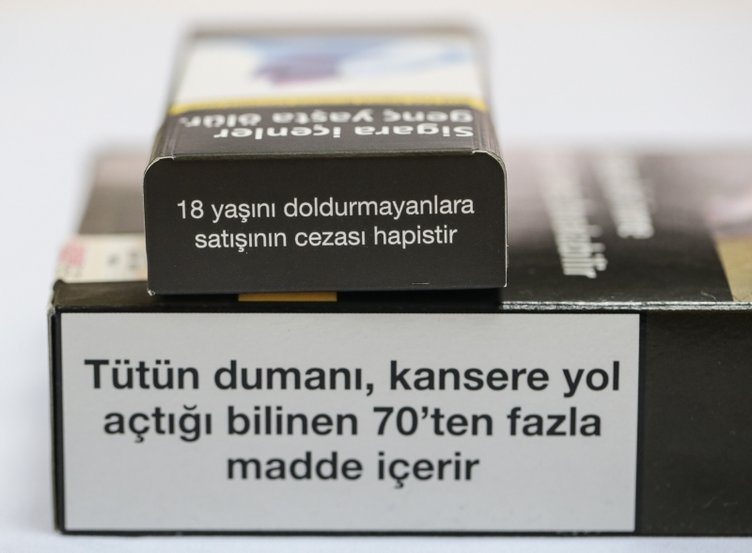 Sigara içenler
genç yaşta ölür.
18 yaşını doldurmayanlara
satışının cezası hapistir
Tütün dumanı, kansere yol
açtığı bilinen 70'ten fazla
madde içerir